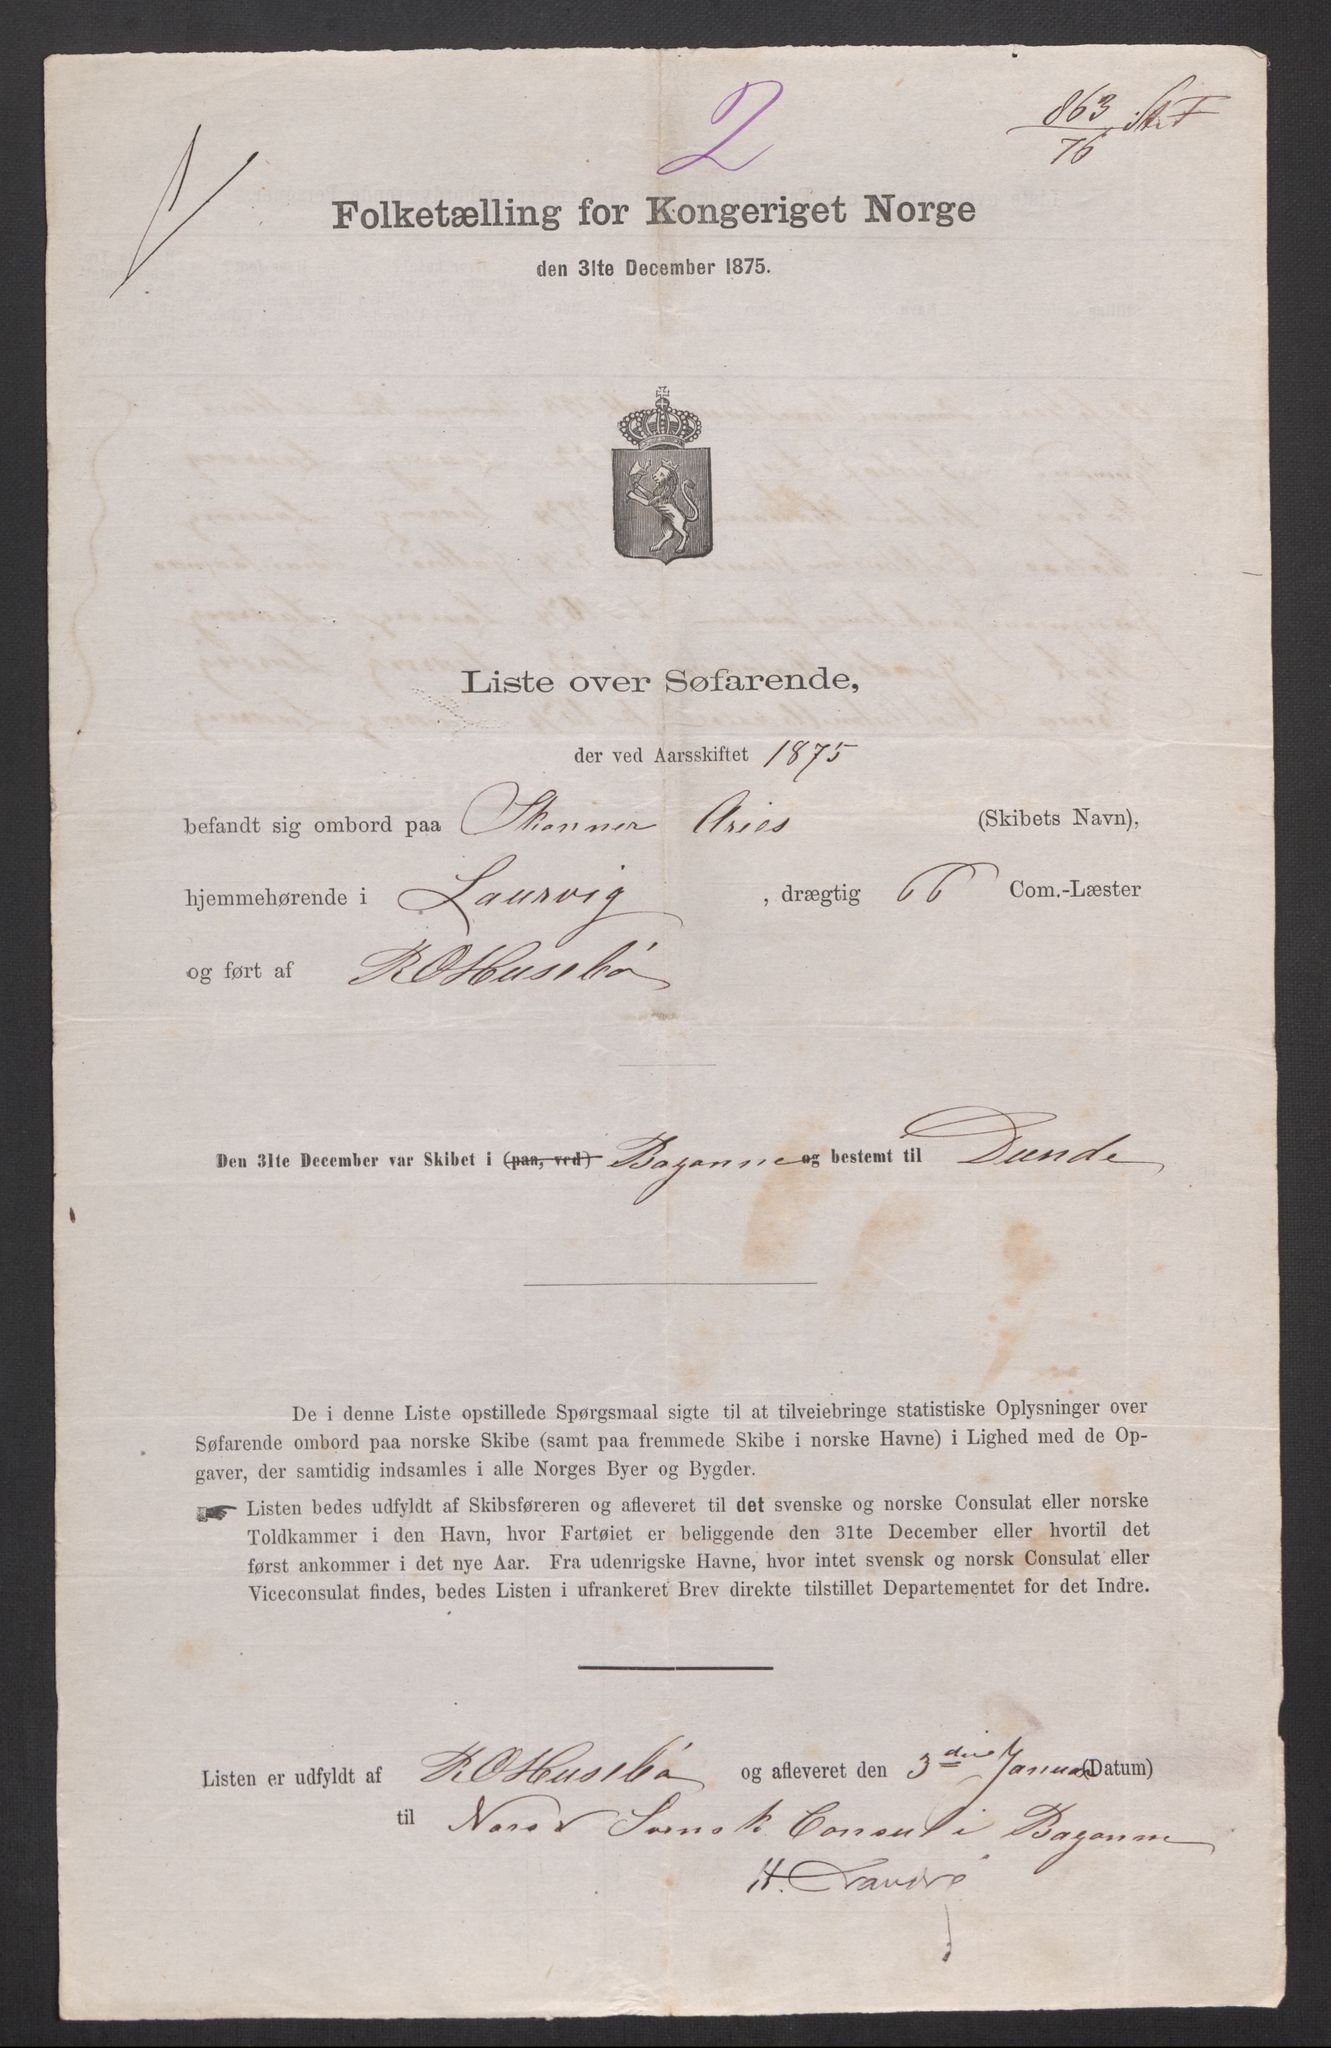 2
863
76
Folketælling for Kongeriget Norge
den 31te December 1875.
Liste over Søfarende,
der ved Aarsskiftet 1875
befandt sig ombord paa Skonner Aries (Skibets Navn),
hjemmehørende i Laurvig, drægtig 66 Com.-Læster
og ført af R O Husebø
Den 31te December var Skibet i (paa, ved) Bayonne og bestemt til Dunde
De i denne Liste opstillede Spørgsmaal sigte til at tilveiebringe statistiske Oplysninger over
Søfarende ombord paa norske Skibe (samt paa fremmede Skibe i norske Havne) i Lighed med de Op-
gaver, der samtidig indsamles i alle Norges Byer og Bygder.
Listen bedes udfyldt af Skibsføreren og afleveret til det svenske og norske Consulat eller norske
Toldkammer i den Havn, hvor Fartøiet er beliggende den 31te December eller hvortil det
først ankommer i det nye Aar. Fra udenrigske Havne, hvor intet svensk og norsk Consulat eller
Viceconsulat findes, bedes Listen i ufrankeret Brev direkte tilstillet Departementet for det Indre.
Listen er udfyldt af R O Husebø og afleveret den 3die Januar (Datum)
til Norsk Svensk Consul i Bayonne
H.